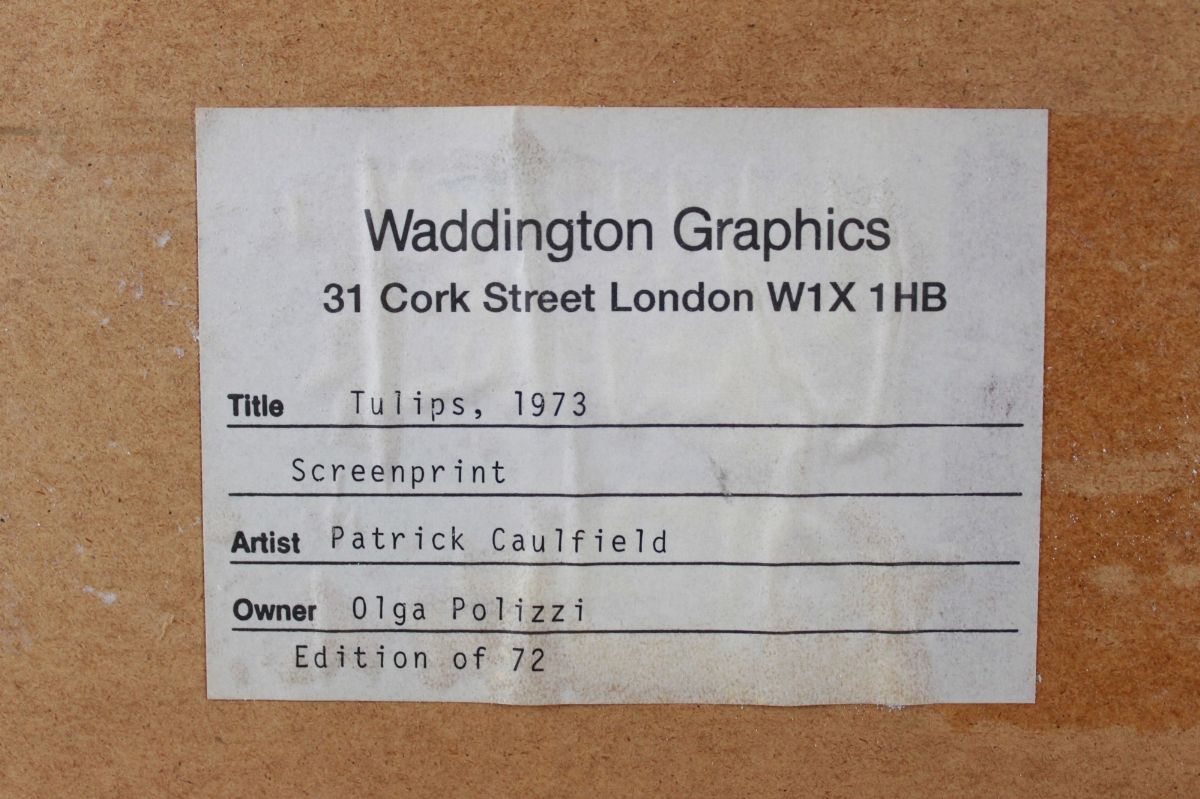 Waddington Graphics
31 Cork Street London W1X 1HB
Title Tulips, 1973
Screenprint
Artist Patrick Caulfield
Owner Olga Polizzi
Edition of 72